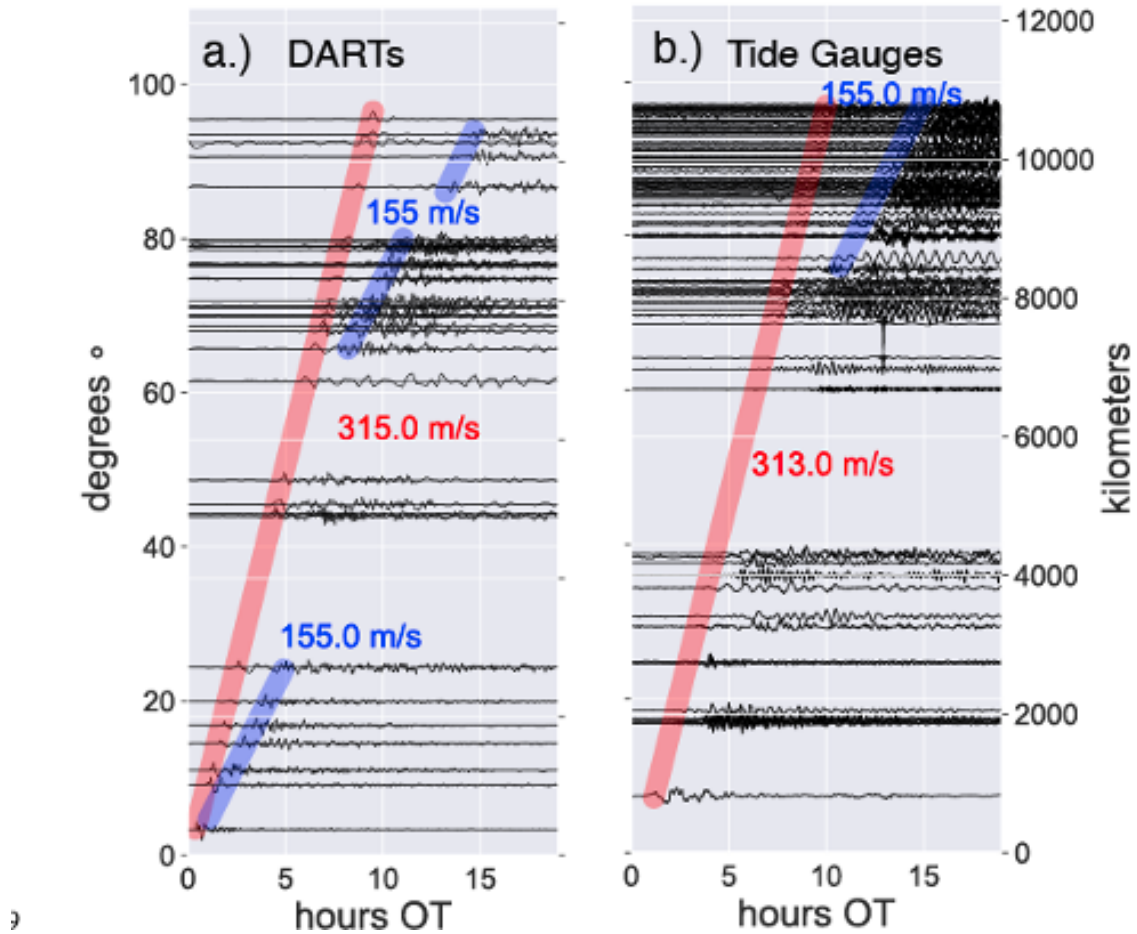 a.) DARTs
b.) Tide Gauges
12000
100
155.0 m/s
10000
155 m/s
80
8000
degrees °
60
315.0 m/s
313.0 m/s
6000
kilometers
40
4000
155.0 m/s
20
2000
0
0
0 5 10 15
0 5 10 15
hours OT
hours OT
9